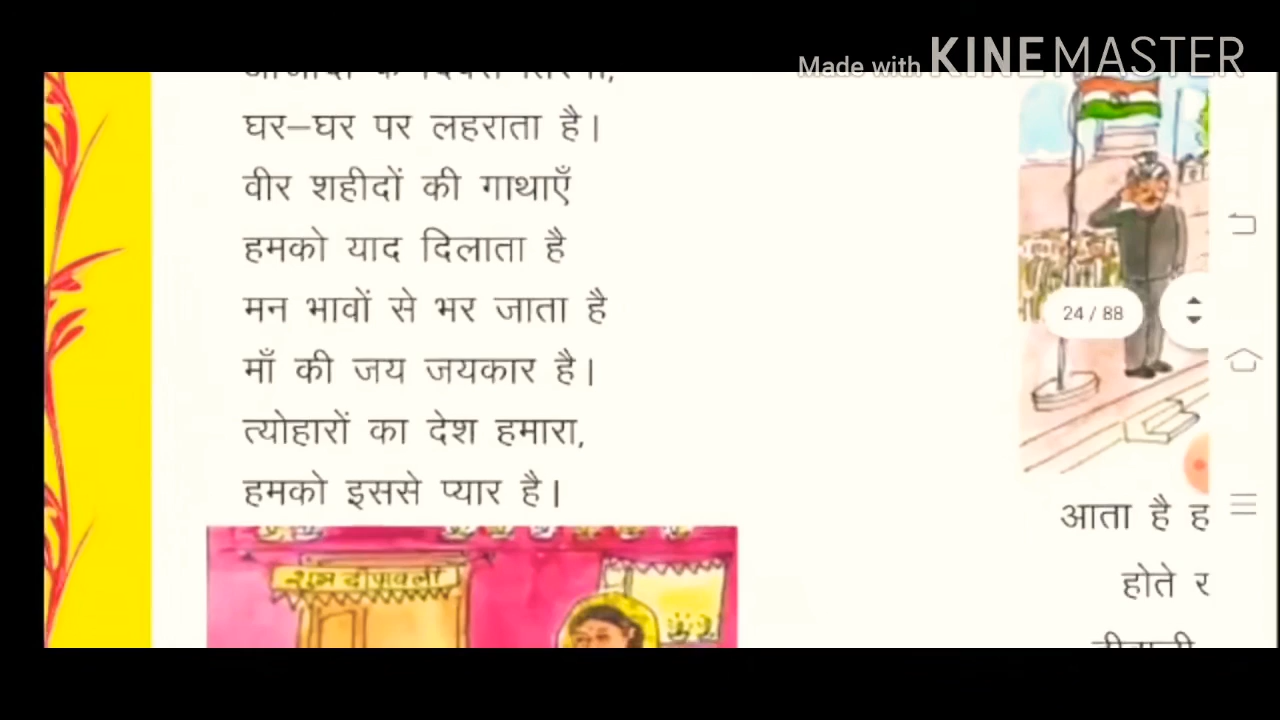 Made with KINEMASTER
घर–घर पर लहराता है।
वीर शहीदों की गाथाएँ
हमको याद दिलाता है
मन भावों से भर जाता है
माँ की जय जयकार है।
त्योहारों का देश हमारा,
हमको इससे प्यार है।
शुभ दीपावली
24 / 88
आता है ह
होते र